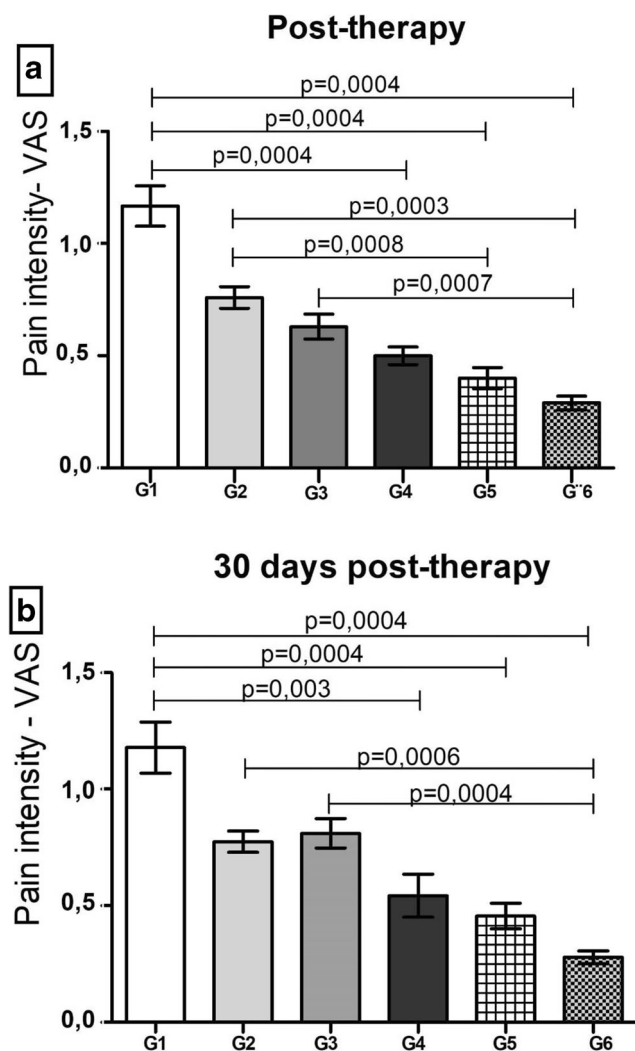 Post-therapy
a
p=0,0004
p=0,0004
p=0,0004
p=0,0003
p=0,0008
p=0,0007
Pain intensity- VAS
1,5
1,0
0,5
0,0
G1 G2 G3 G4 G5 G¨6
30 days post-therapy
b
p=0,0004
p=0,0004
p=0,003
p=0,0006
p=0,0004
Pain intensity - VAS
1,5
1,0
0,5
0,0
G1 G2 G3 G4 G5 G6